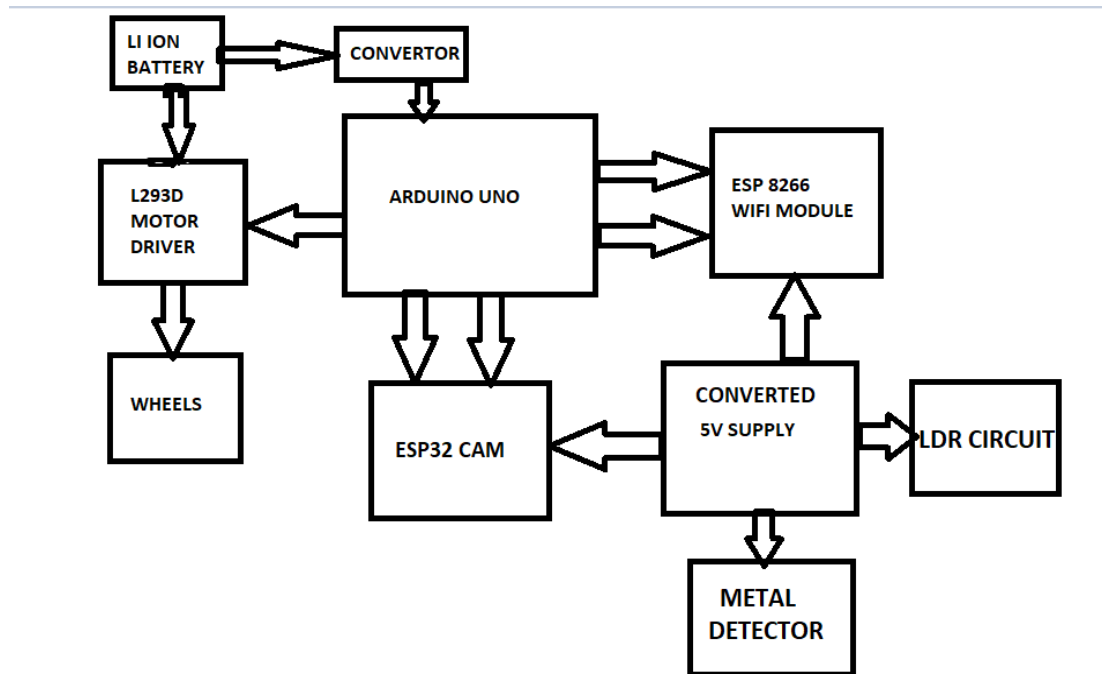 LI ION
BATTERY
CONVERTOR
ARDUINO UNO
ESP 8266
WIFI MODULE
L293D
MOTOR
DRIVER
WHEELS
ESP32 CAM
CONVERTED
5V SUPPLY
LDR CIRCUIT
METAL
DETECTOR